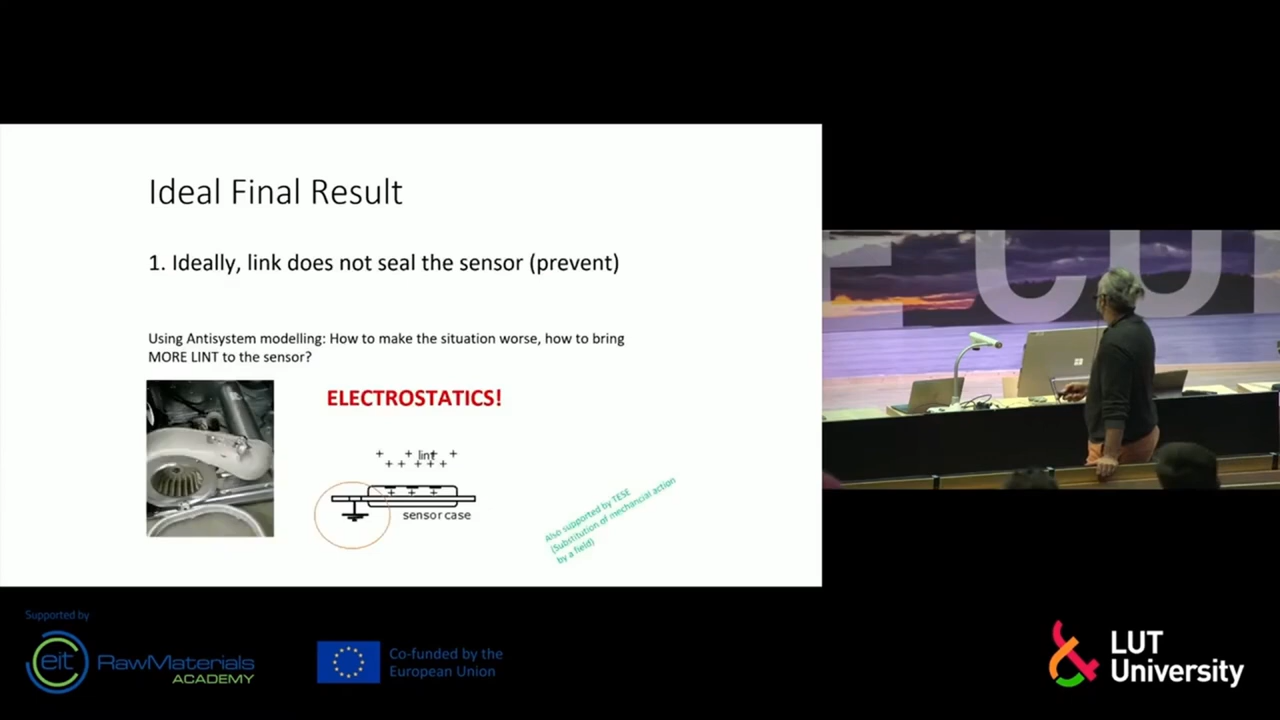 Ideal Final Result
1. Ideally, link does not seal the sensor (prevent)
Using Antisystem modelling: How to make the situation worse, how to bring
MORE LINT to the sensor?
ELECTROSTATICS!
lint
sensor case
Also supported by TESE
(Substitution of mechancial action
by a field)
Supported by
eit RawMaterials
ACADEMY
Co-funded by the
European Union
LUT
University